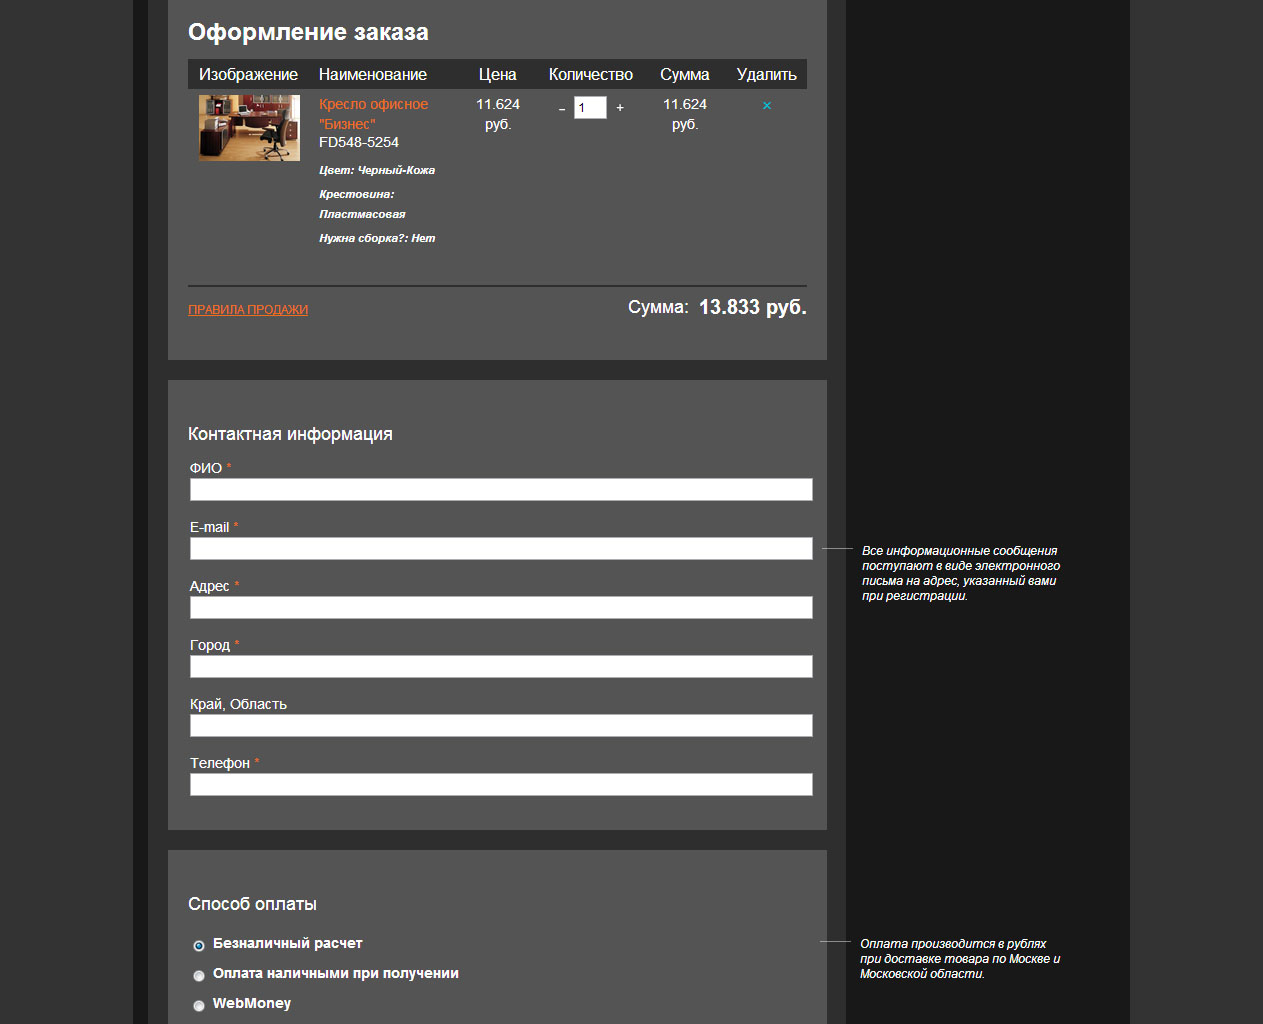 Оформление заказа
Изображение Наименование Цена Количество Сумма Удалить
Кресло офисное 11.624 – 1 + 11.624 ×
"Бизнес" руб. руб.
FD548-5254
Цвет: Черный-Кожа
Крестовина:
Пластмасовая
Нужна сборка?: Нет
ПРАВИЛА ПРОДАЖИ Сумма: 13.833 руб.
Контактная информация
ФИО *
E-mail *
Все информационные сообщения
поступают в виде электронного
письма на адрес, указанный вами
при регистрации.
Адрес *
Город *
Край, Область
Телефон *
Способ оплаты
Безналичный расчет
Оплата наличными при получении
WebMoney
Оплата производится в рублях
при доставке товара по Москве и
Московской области.